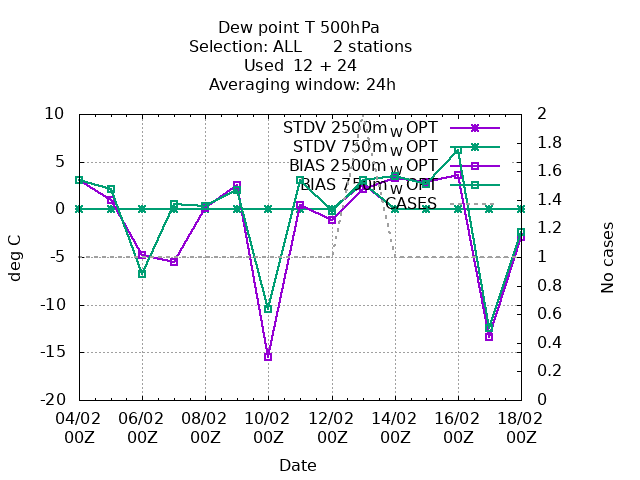 Dew point T 500hPa
Selection: ALL 2 stations
Used 12 + 24
Averaging window: 24h
STDV 2500m_w OPT
STDV 750m_w OPT
BIAS 2500m_w OPT
BIAS 750m_w OPT
CASES
10
5
0
-5
-10
-15
-20
deg C
2
1.8
1.6
1.4
1.2
1
0.8
0.6
0.4
0.2
0
No cases
04/02 06/02 08/02 10/02 12/02 14/02 16/02 18/02
00Z 00Z 00Z 00Z 00Z 00Z 00Z 00Z
Date